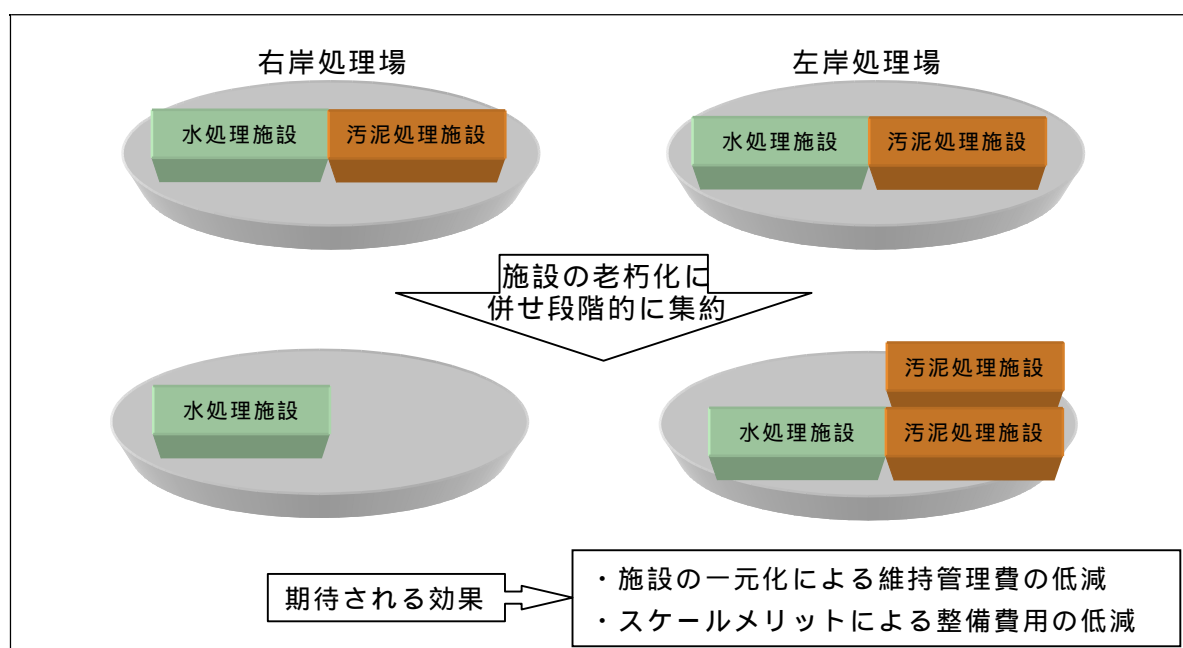 右岸処理場
左岸処理場
水処理施設
汚泥処理施設
水処理施設
汚泥処理施設
施設の老朽化に
併せ段階的に集約
水処理施設
汚泥処理施設
水処理施設
汚泥処理施設
期待される効果
・施設の一元化による維持管理費の低減
・スケールメリットによる整備費用の低減